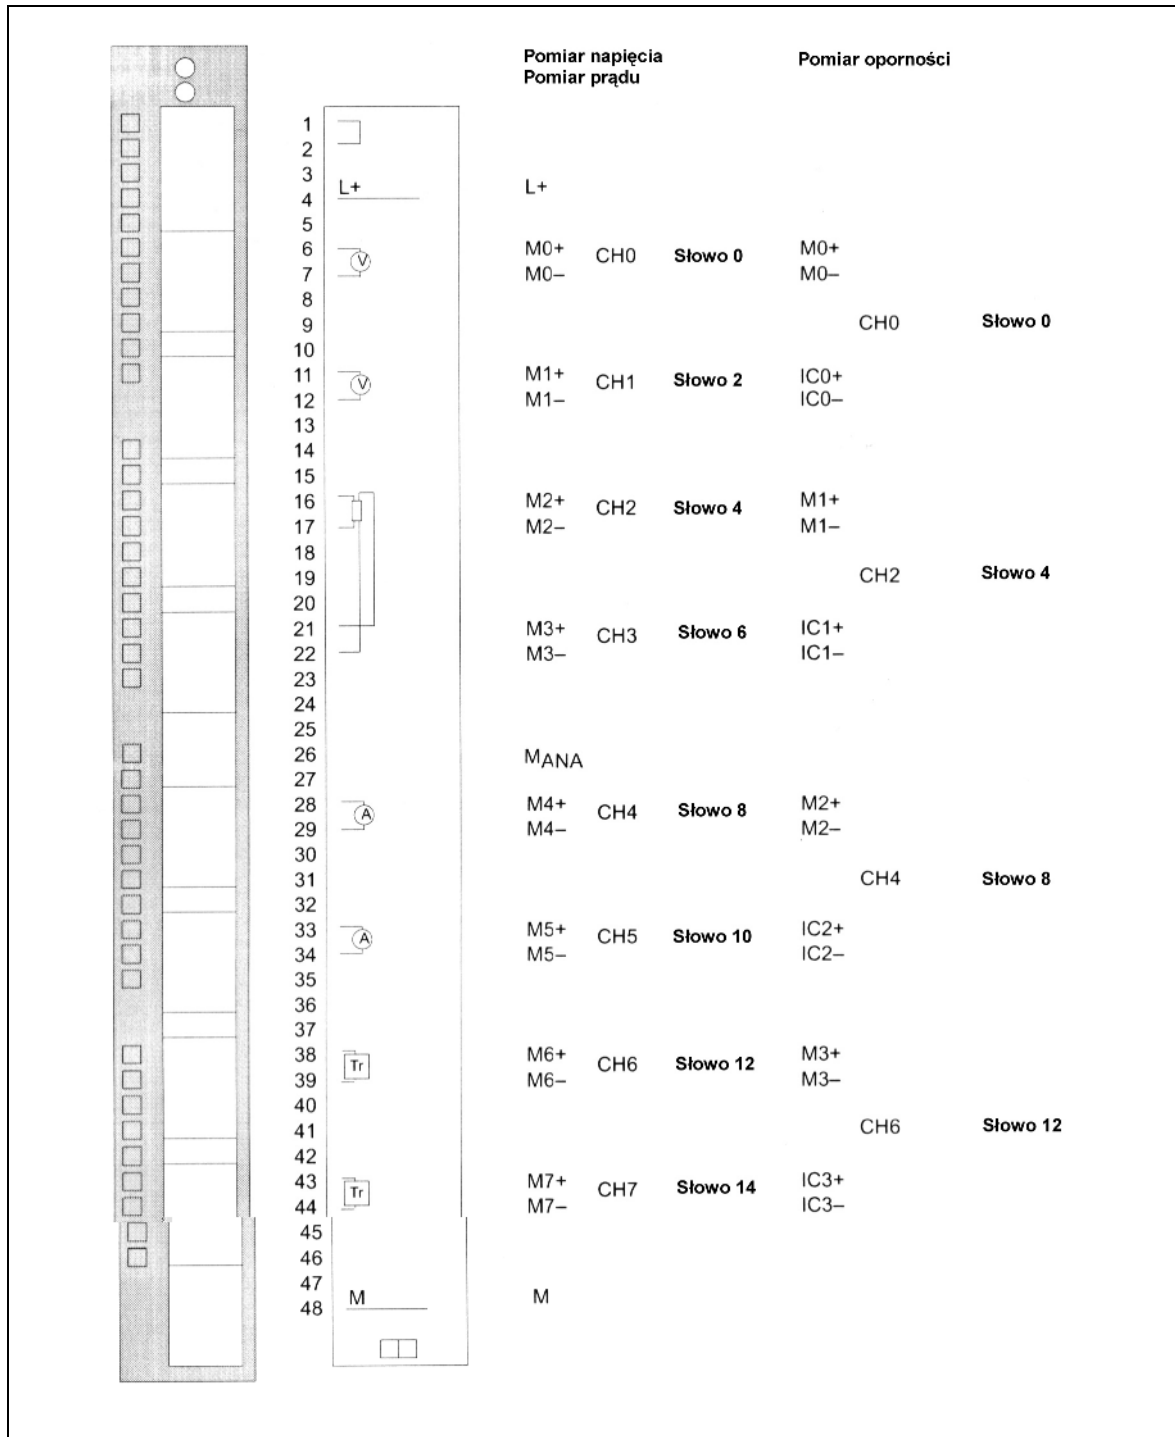 Pomiar napięcia Pomiar oporności
Pomiar prądu
1
2
3
L+ L+
4
5
6 V M0+ CH0 Słowo 0 M0+
7 M0– M0–
8
9 CH0 Słowo 0
10
11 V M1+ CH1 Słowo 2 IC0+
12 M1– IC0–
13
14
15
16 M2+ CH2 Słowo 4 M1+
17 M2– M1–
18
19 CH2 Słowo 4
20
21 M3+ CH3 Słowo 6 IC1+
22 M3– IC1–
23
24
25
26 MANA
27
28 A M4+ CH4 Słowo 8 M2+
29 M4– M2–
30
31 CH4 Słowo 8
32
33 A M5+ CH5 Słowo 10 IC2+
34 M5– IC2–
35
36
37
38 Tr M6+ CH6 Słowo 12 M3+
39 M6– M3–
40
41 CH6 Słowo 12
42
43 Tr M7+ CH7 Słowo 14 IC3+
44 M7– IC3–
45
46
47
M M
48